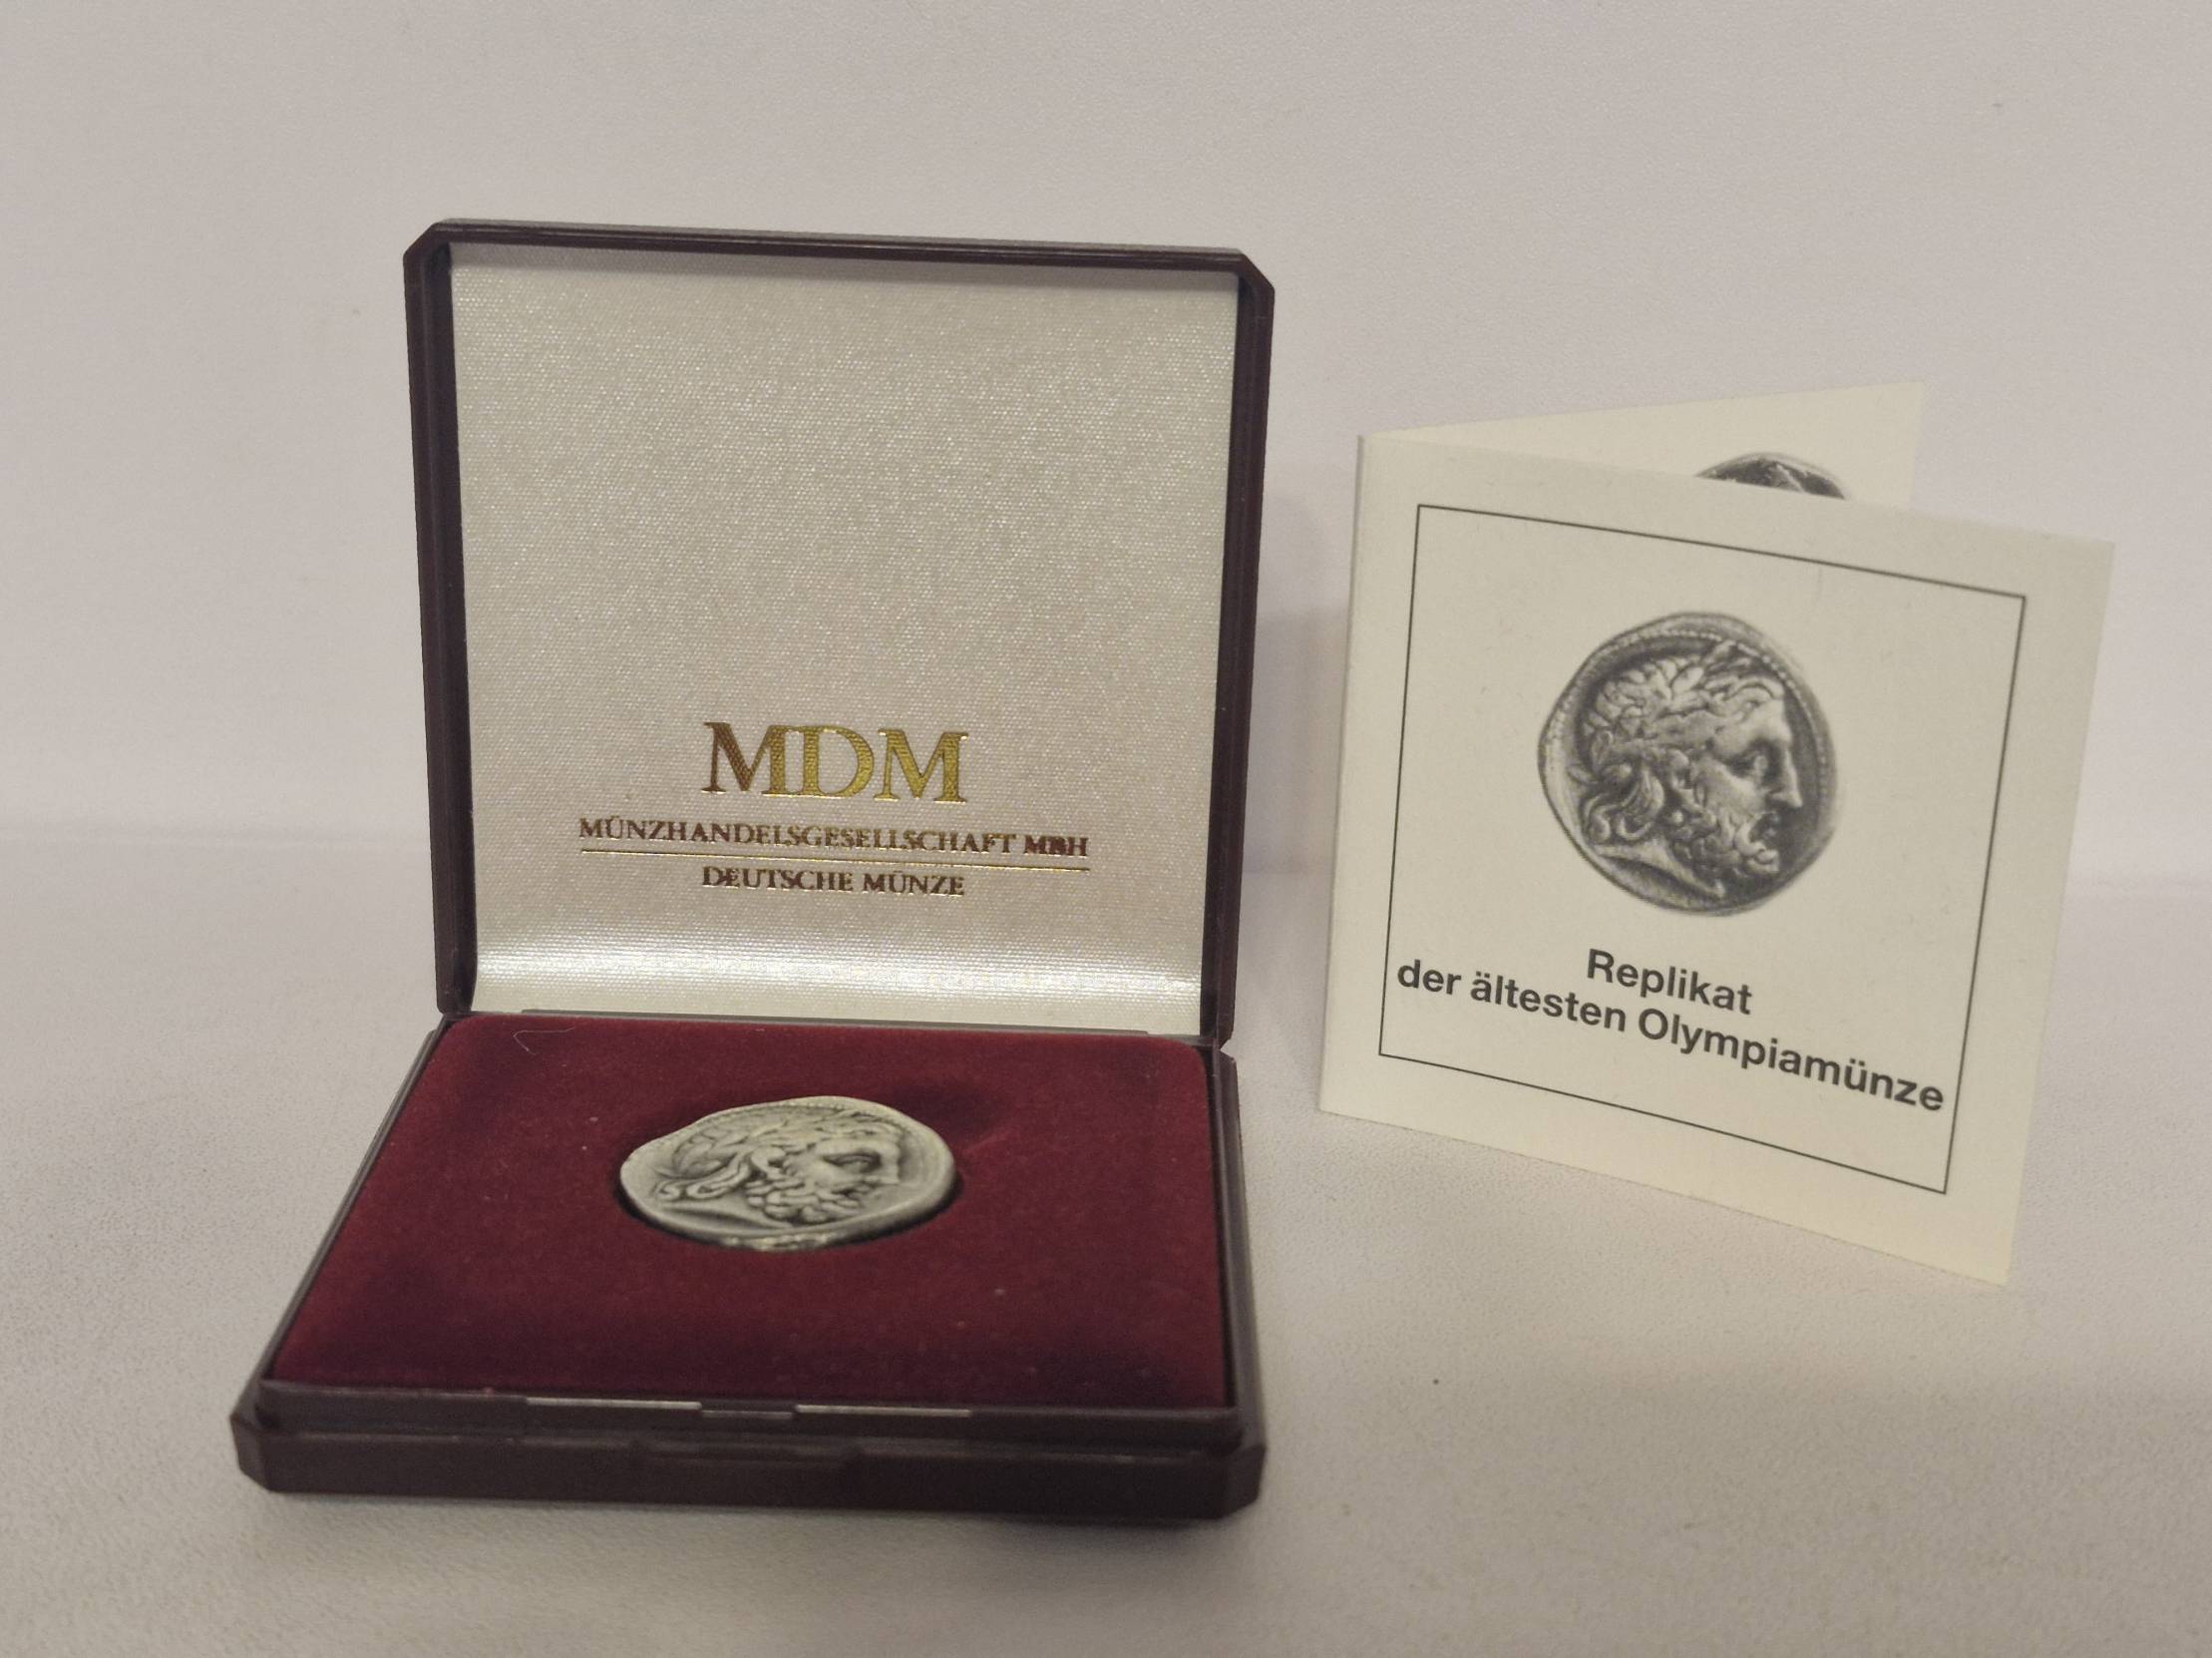 MDM
MÜNZHANDELSGESELLSCHAFT MBH
DEUTSCHE MÜNZE
Replikat
der ältesten Olympiamünze